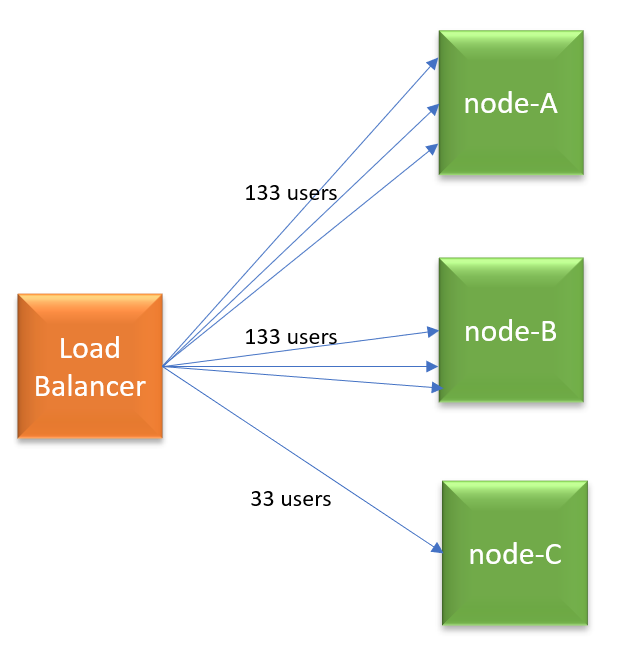 node-A
133 users
Load
Balancer
133 users
node-B
33 users
node-C